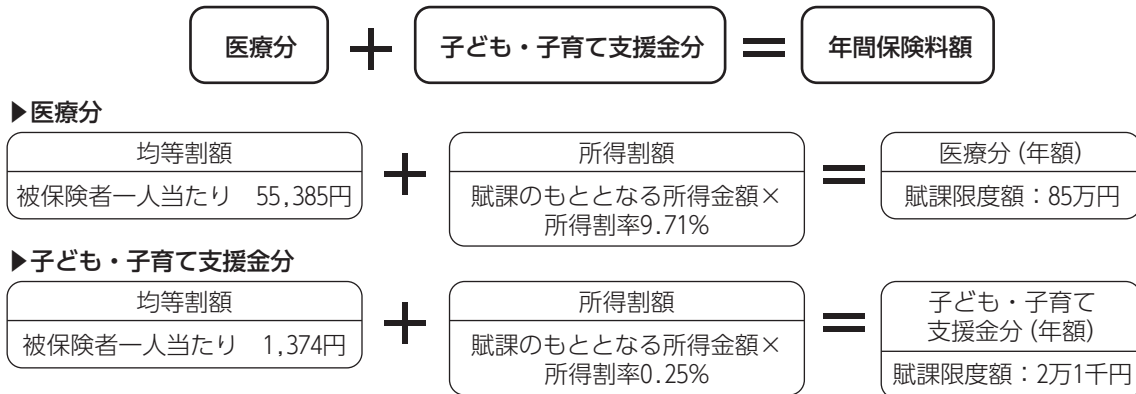 医療分 + 子ども・子育て支援金分 = 年間保険料額
▶医療分
均等割額
被保険者一人当たり 55,385円
+
所得割額
賦課のもととなる所得金額×
所得割率9.71%
=
医療分(年額)
賦課限度額：85万円
▶子ども・子育て支援金分
均等割額
被保険者一人当たり 1,374円
+
所得割額
賦課のもととなる所得金額×
所得割率0.25%
=
子ども・子育て
支援金分(年額)
賦課限度額：2万1千円